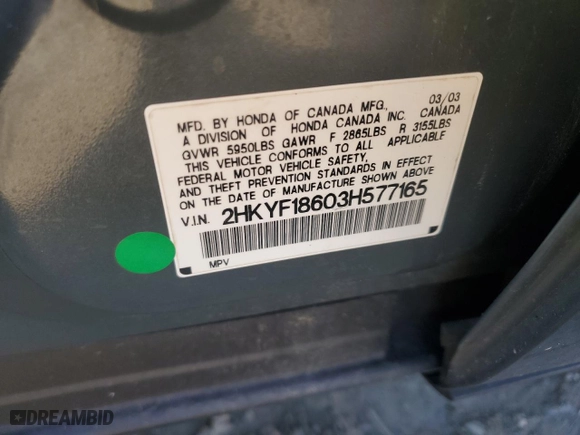 MFD. BY HONDA OF CANADA MFG., 03/03
A DIVISION OF HONDA CANADA INC. CANADA
GVWR 5950LBS GAWR F 2865LBS R 3155LBS
THIS VEHICLE CONFORMS TO ALL APPLICABLE
FEDERAL MOTOR VEHICLE SAFETY,
AND THEFT PREVENTION STANDARDS IN EFFECT
ON THE DATE OF MANUFACTURE SHOWN ABOVE
V.I.N. 2HKYF18603H577165
MPV
DREAMBID